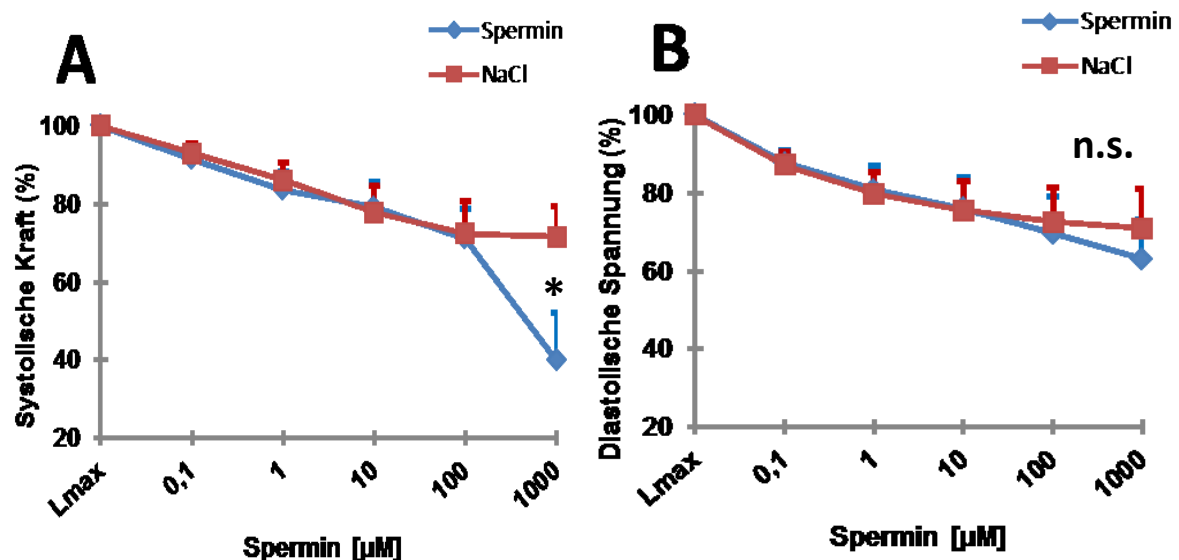 A
Spermin
NaCl
Systolische Kraft (%)
100
80
60
40
20
*
Lmax
0,1
1
10
100
1000
Spermin [µM]
B
Spermin
NaCl
n.s.
Diastolische Spannung (%)
100
80
60
40
20
Lmax
0,1
1
10
100
1000
Spermin [µM]